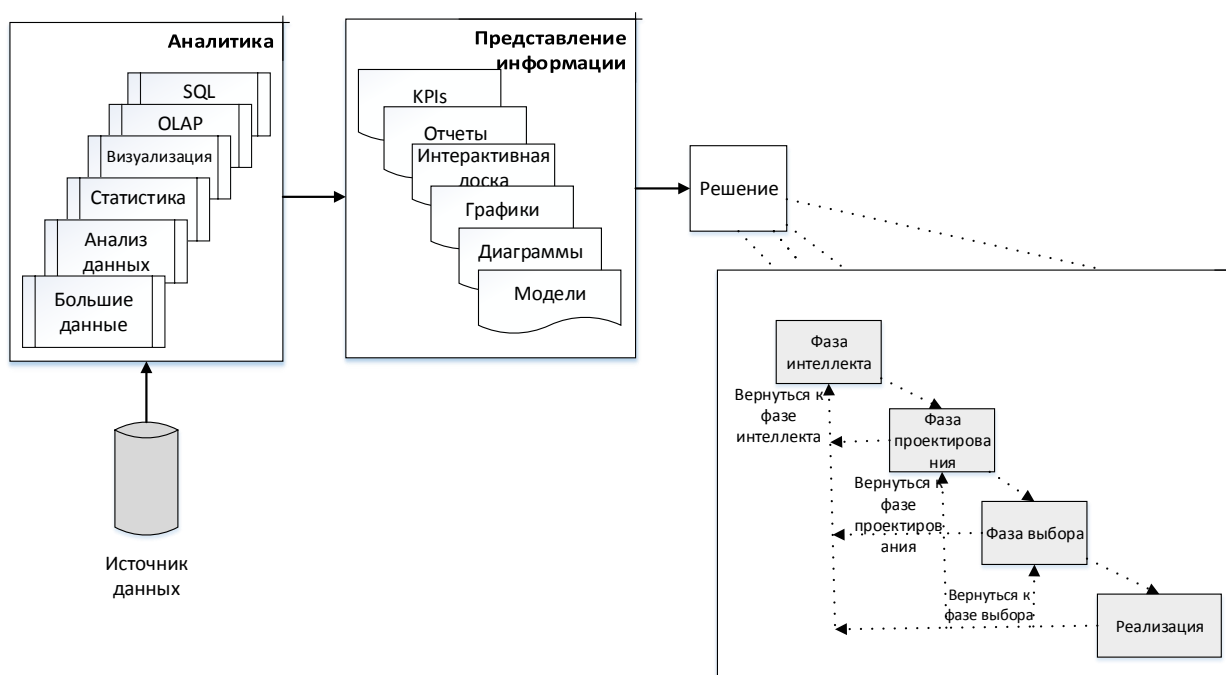 Аналитика
SQL
OLAP
Визуализация
Статистика
Анализ
данных
Большие
данные
Источник
данных
Представление
информации
KPIs
Отчеты
Интерактивная
доска
Графики
Диаграммы
Модели
Решение
Фаза
интеллекта
Вернуться к
фазе
интеллекта
Фаза
проектирова
ния
Вернуться к
фазе
проектиров
ания
Фаза выбора
Вернуться к
фазе выбора
Реализация